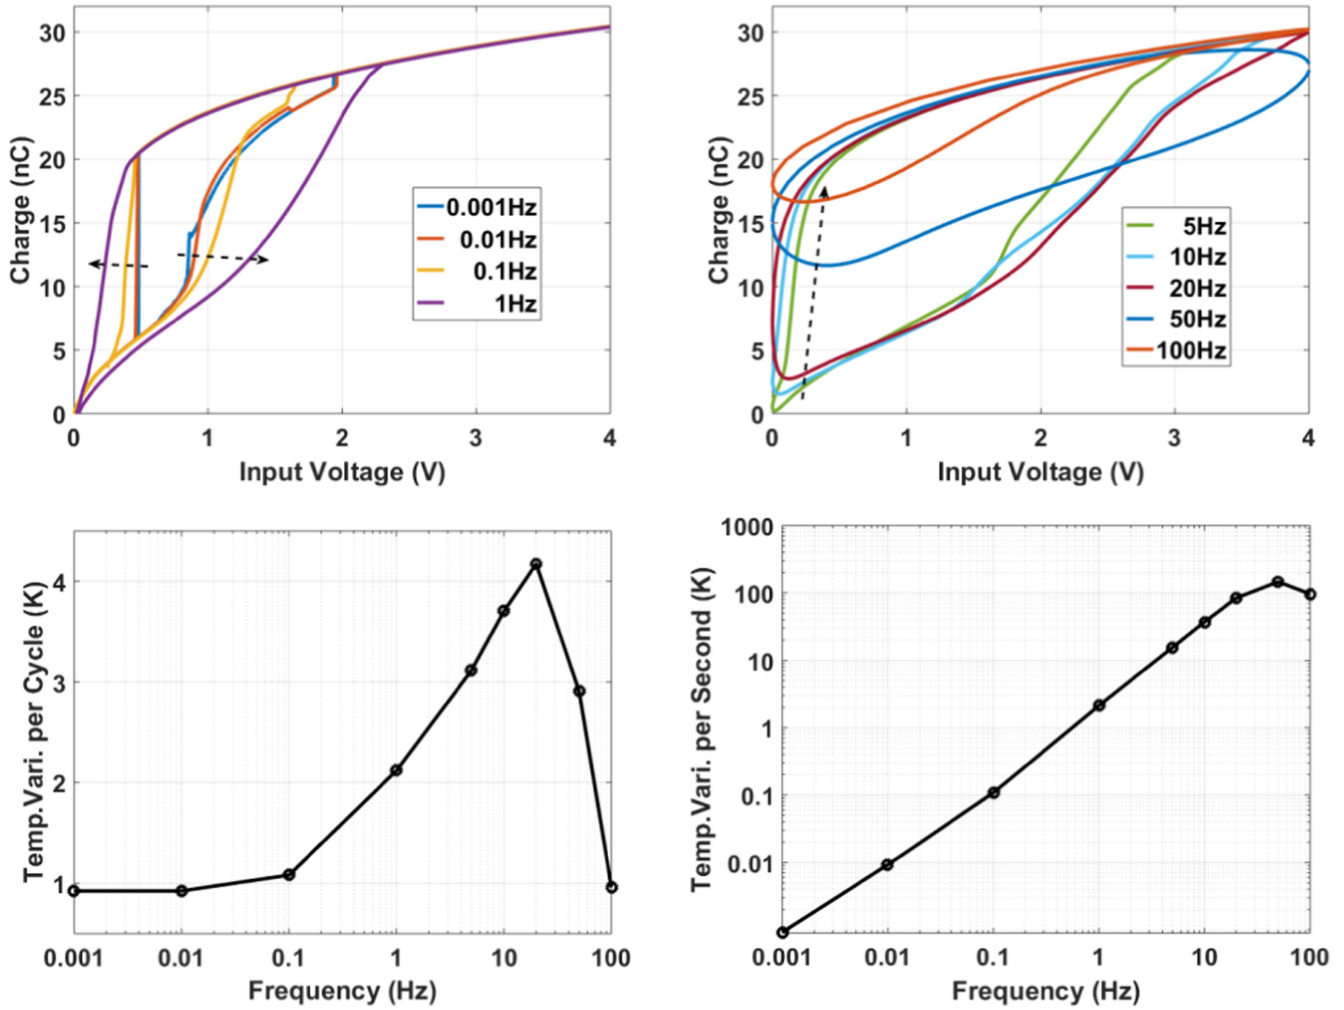 30
25
20
15
10
5
0
Charge (nC)
0.001Hz
0.01Hz
0.1Hz
1Hz
0 1 2 3 4
Input Voltage (V)
30
25
20
15
10
5
0
Charge (nC)
5Hz
10Hz
20Hz
50Hz
100Hz
0 1 2 3 4
Input Voltage (V)
4
3
2
1
Temp.Vari. per Cycle (K)
0.001 0.01 0.1 1 10 100
Frequency (Hz)
1000
100
10
1
0.1
0.01
Temp.Vari. per Second (K)
0.001 0.01 0.1 1 10 100
Frequency (Hz)